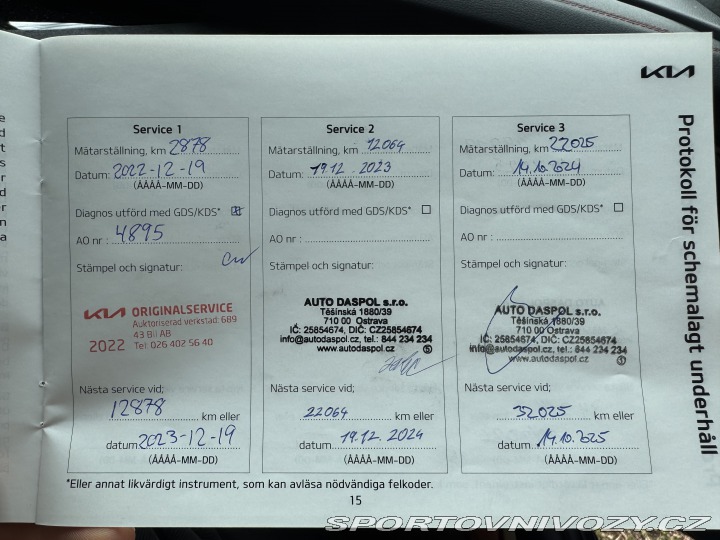 KIA
Protokoll för schemalagt underhåll
Service 1
Mätarställning, km 2878
Datum: 2022-12-19
(ÅÅÅÅ-MM-DD)
Diagnos utförd med GDS/KDS*
AO nr : 4895
Stämpel och signatur:
KIA ORIGINALSERVICE
Auktoriserad verkstad: 689
43 Bil AB
2022 Tel: 026 402 56 40
Nästa service vid;
12878 km eller
datum 2023-12-19
(ÅÅÅÅ-MM-DD)
Service 2
Mätarställning, km 12064
Datum: 19.12. 2023
(ÅÅÅÅ-MM-DD)
Diagnos utförd med GDS/KDS*
AO nr :
Stämpel och signatur:
AUTO DASPOL s.r.o.
Těšínská 1880/39
710 00 Ostrava
IČ: 25854674, DIČ: CZ25854674
info@autodaspol.cz, tel.: 844 234 234
www.autodaspol.cz ⑤
Nästa service vid;
22064 km eller
datum 19.12. 2024
(ÅÅÅÅ-MM-DD)
Service 3
Mätarställning, km 22025
Datum: 14.10.2024
(ÅÅÅÅ-MM-DD)
Diagnos utförd med GDS/KDS*
AO nr :
Stämpel och signatur:
AUTO DASPOL s.r.o.
Těšínská 1880/39
710 00 Ostrava
IČ: 25854674, DIČ: CZ25854674
info@autodaspol.cz, tel.: 844 234 234
www.autodaspol.cz
Nästa service vid;
32025 km eller
datum 14.10.2025
(ÅÅÅÅ-MM-DD)
*Eller annat likvärdigt instrument, som kan avläsa nödvändiga felkoder.
15
SPORTOVNIVOZY.CZ